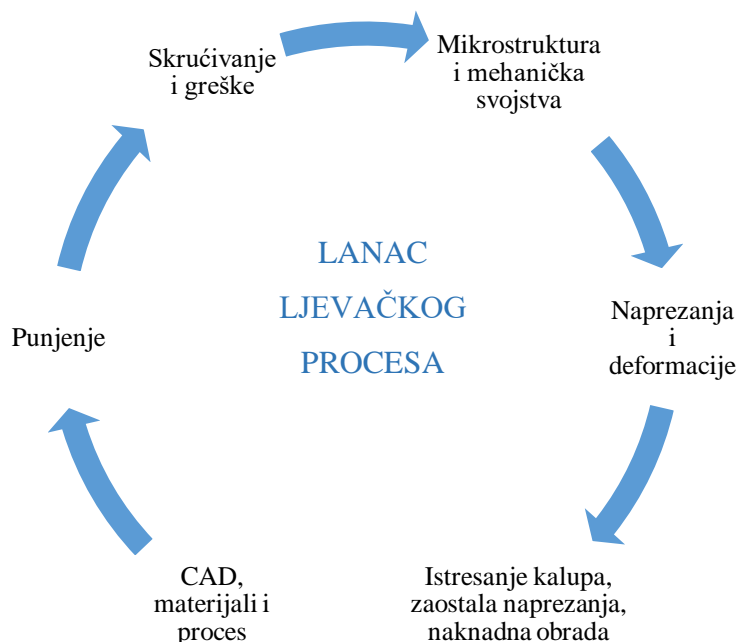 Skrućivanje
i greške
Mikrostruktura
i mehanička
svojstva
LANAC
LJEVAČKOG
PROCESA
Punjenje
Naprezanja
i
deformacije
CAD,
materijali i
proces
Istresanje kalupa,
zaostala naprezanja,
naknadna obrada